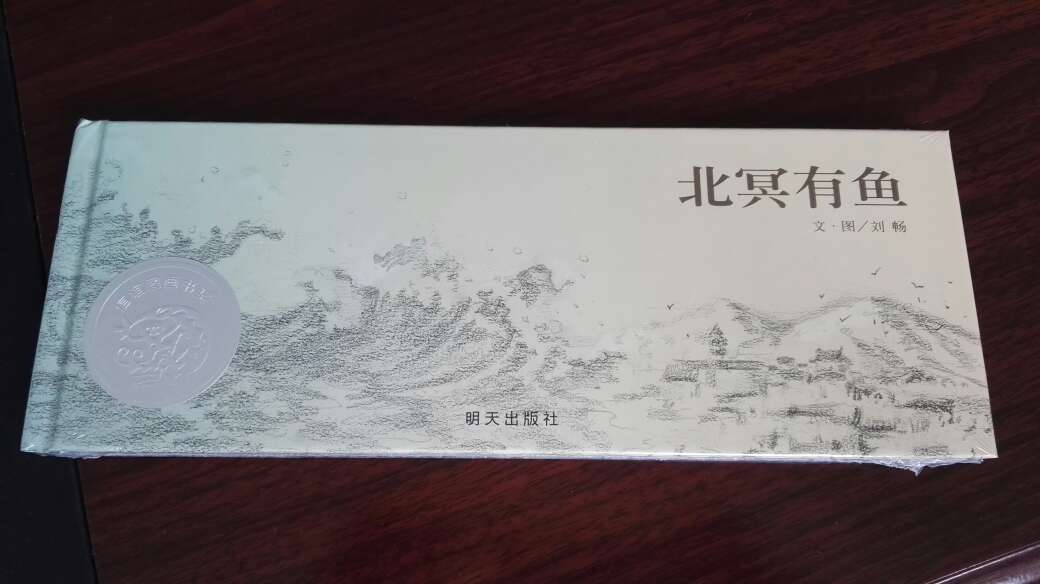 北冥有鱼
文·图／刘 畅
明天出版社